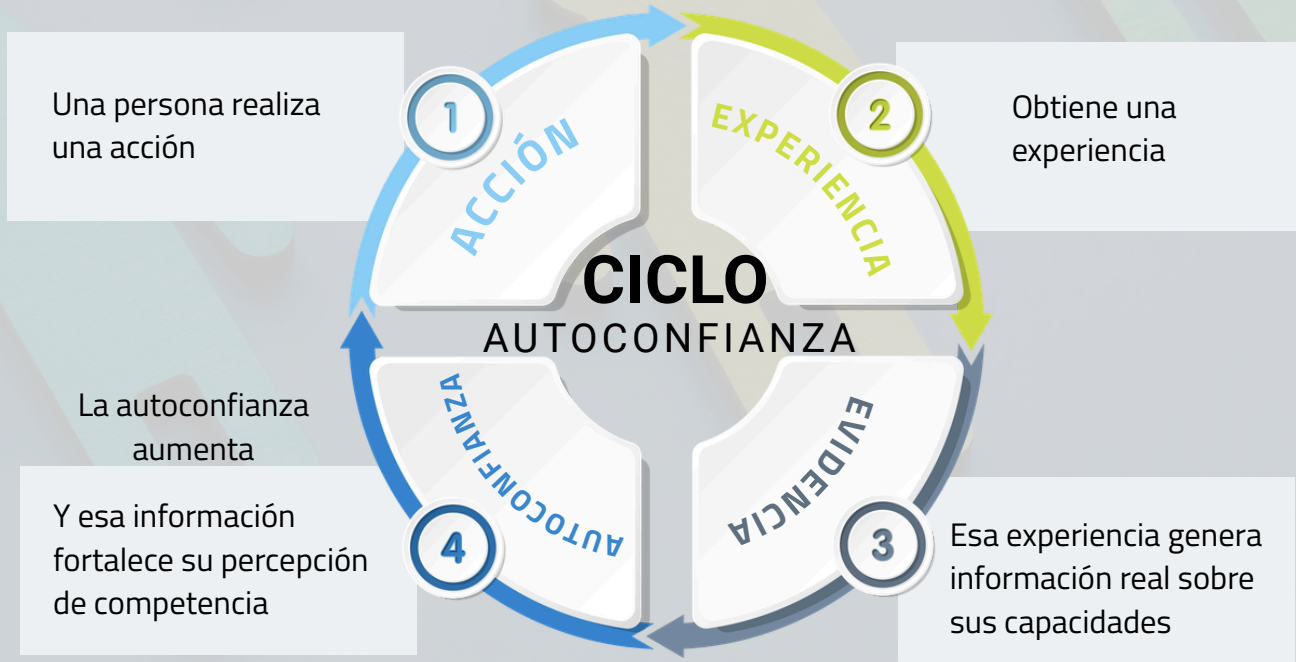 Una persona realiza
una acción
1
ACCIÓN
EXPERIENCIA
2
Obtiene una
experiencia
CICLO
AUTOCONFIANZA
EVIDENCIA
3
Esa experiencia genera
información real sobre
sus capacidades
La autoconfianza
aumenta
Y esa información
fortalece su percepción
de competencia
4
AUTOCONFIANZA